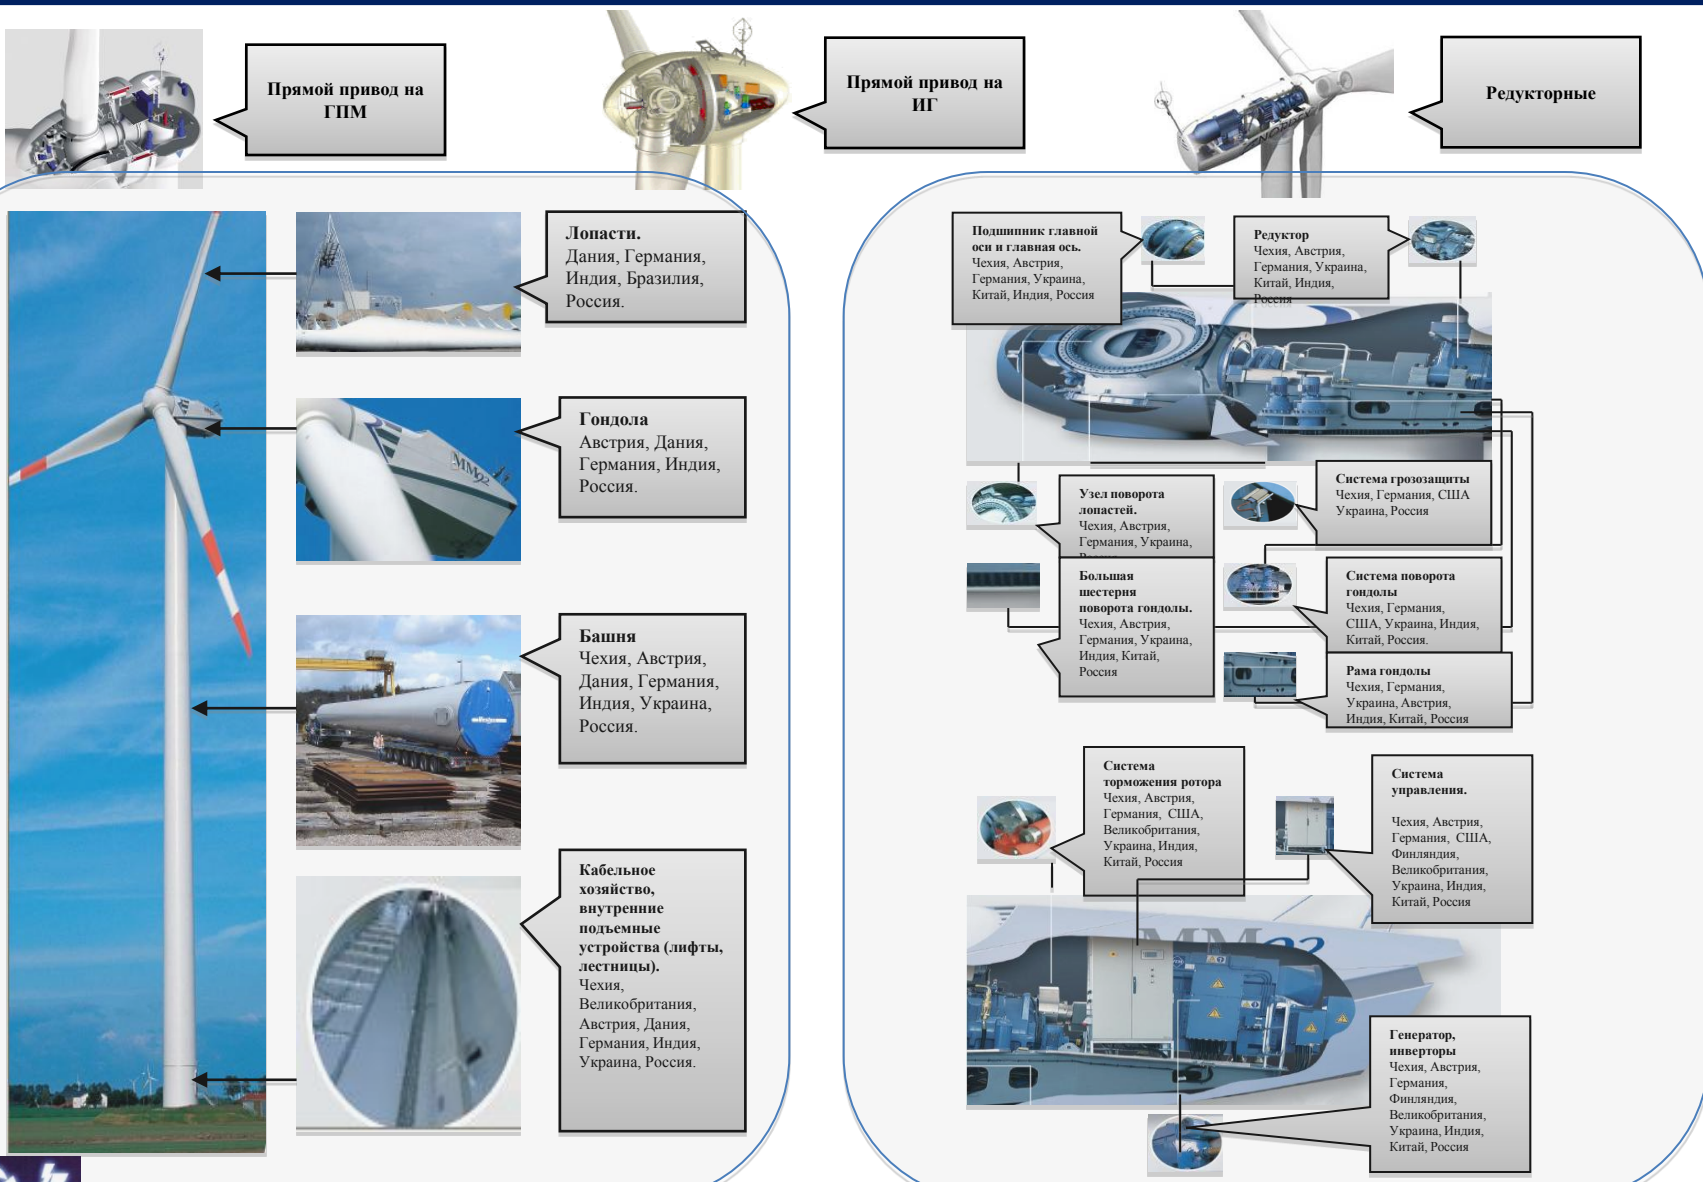 Прямой привод на
ГПМ
Прямой привод на
ИГ
Редукторные
NORDEX
Лопасти.
Дания, Германия,
Индия, Бразилия,
Россия.
Гондола
Австрия, Дания,
Германия, Индия,
Россия.
MM92
Башня
Чехия, Австрия,
Дания, Германия,
Индия, Украина,
Россия.
Кабельное
хозяйство,
внутренние
подъемные
устройства (лифты,
лестницы).
Чехия,
Великобритания,
Австрия, Дания,
Германия, Индия,
Украина, Россия.
Подшипник главной
оси и главная ось.
Чехия, Австрия,
Германия, Украина,
Китай, Индия, Россия
Редуктор
Чехия, Австрия,
Германия, Украина,
Китай, Индия,
Россия
Узел поворота
лопастей.
Чехия, Австрия,
Германия, Украина,
Система грозозащиты
Чехия, Германия, США
Украина, Россия
Большая
шестерня
поворота гондолы.
Чехия, Австрия,
Германия, Украина,
Индия, Китай,
Россия
Система поворота
гондолы
Чехия, Германия,
США, Украина, Индия,
Китай, Россия.
Рама гондолы
Чехия, Германия,
Украина, Австрия,
Индия, Китай, Россия
Система
торможения ротора
Чехия, Австрия,
Германия, США,
Великобритания,
Украина, Индия,
Китай, Россия
Система
управления.
Чехия, Австрия,
Германия, США,
Финляндия,
Великобритания,
Украина, Индия,
Китай, Россия
MM92
Генератор,
инверторы
Чехия, Австрия,
Германия,
Финляндия,
Великобритания,
Украина, Индия,
Китай, Россия